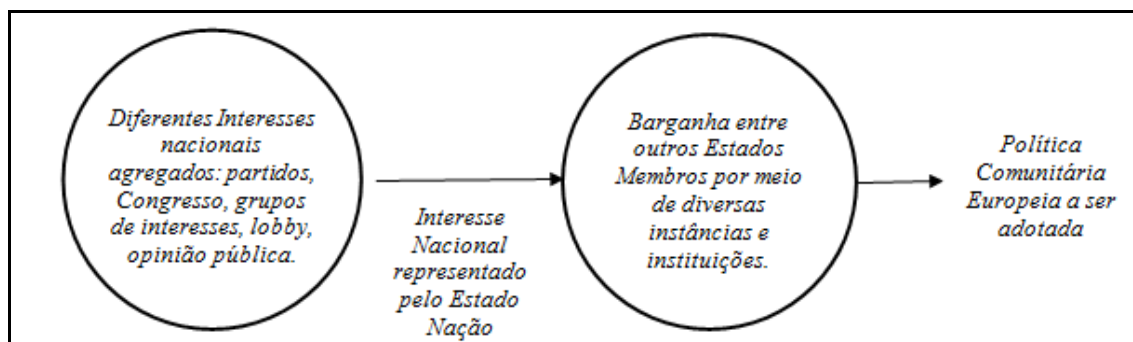 Diferentes Interesses
nacionais
agregados: partidos,
Congresso, grupos
de interesses, lobby,
opinião pública.
Interesse
Nacional
representado
pelo Estado
Nação
Barganha entre
outros Estados
Membros por meio
de diversas
instâncias e
instituições.
Política
Comunitária
Europeia a ser
adotada